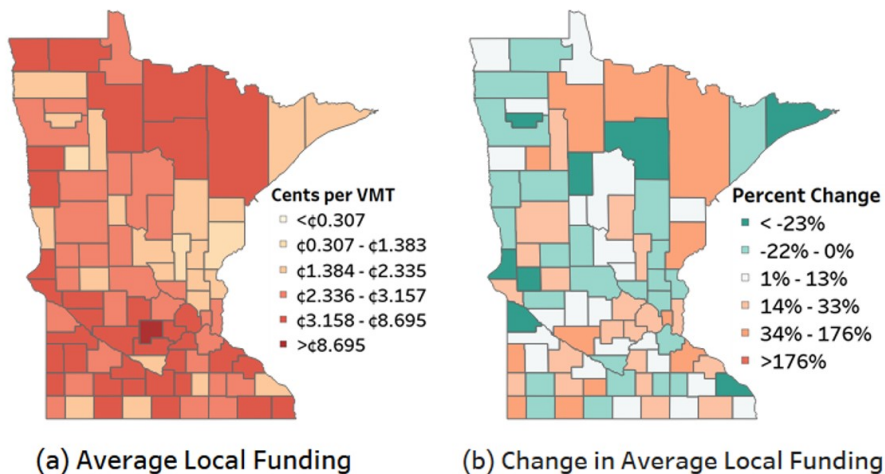 Cents per VMT
<¢0.307
¢0.307 - ¢1.383
¢1.384 - ¢2.335
¢2.336 - ¢3.157
¢3.158 - ¢8.695
>¢8.695
(a) Average Local Funding
Percent Change
< -23%
-22% - 0%
1% - 13%
14% - 33%
34% - 176%
>176%
(b) Change in Average Local Funding